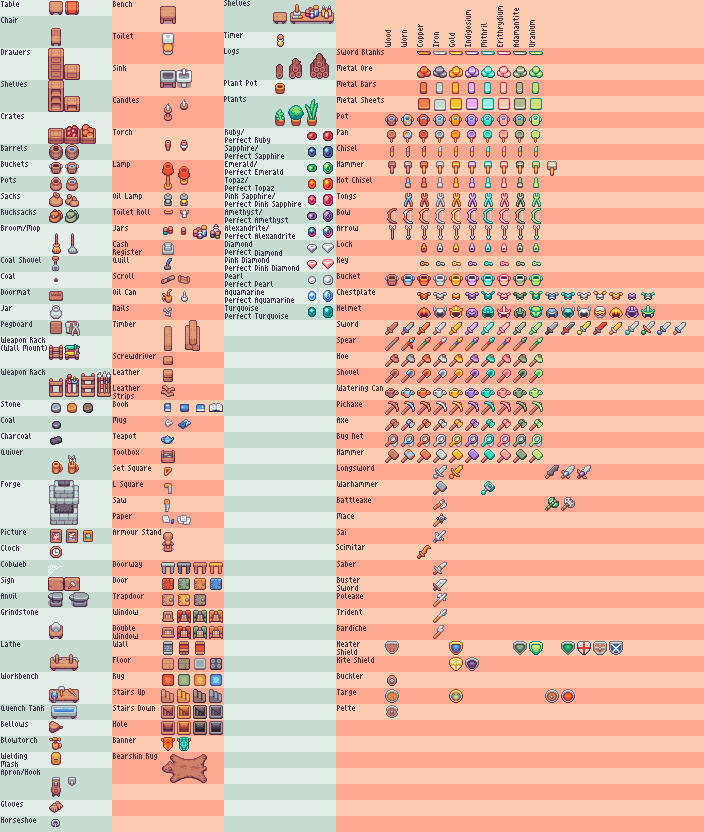 Table
Chair
Drawers
Shelves
Crates
Barrels
Buckets
Pots
Sacks
Rucksacks
Broom/Mop
Coal Shovel
Coal
Doormat
Jar
Pegboard
Weapon Rack
(Wall Mount)
Weapon Rack
Stone
Coal
Charcoal
Quiver
Forge
Picture
Clock
Cobweb
Sign
Anvil
Grindstone
Lathe
Workbench
Quench Tank
Bellows
Blowtorch
Welding
Mask
Apron/Hook
Gloves
Horseshoe
Bench
Toilet
Sink
Candles
Torch
Lamp
Oil Lamp
Toilet Roll
Jars
Cash
Register
Quill
Scroll
Oil Can
Nails
Timber
Screwdriver
Leather
Leather
Strips
Book
Mug
Teapot
Toolbox
Set Square
L Square
Saw
Paper
Armour Stand
Doorway
Door
Trapdoor
Window
Double
Window
Wall
Floor
Rug
Stairs Up
Stairs Down
Hole
Banner
Bearskin Rug
Shelves
Timer
Logs
Plant Pot
Plants
Ruby/
Perfect Ruby
Sapphire/
Perfect Sapphire
Emerald/
Perfect Emerald
Topaz/
Perfect Topaz
Pink Sapphire/
Perfect Pink Sapphire
Amethyst/
Perfect Amethyst
Alexandrite/
Perfect Alexandrite
Diamond
Perfect Diamond
Pink Diamond
Perfect Pink Diamond
Pearl
Perfect Pearl
Aquamarine
Perfect Aquamarine
Turquoise
Perfect Turquoise
Wood
Worn
Copper
Iron
Gold
Indigosium
Mithril
Erithrydium
Adamantite
Uranium
Sword Blanks
Metal Ore
Metal Bars
Metal Sheets
Pot
Pan
Chisel
Hammer
Hot Chisel
Tongs
Bow
Arrow
Lock
Key
Bucket
Chestplate
Helmet
Sword
Spear
Hoe
Shovel
Watering Can
Pickaxe
Axe
Bug Net
Hammer
Longsword
Warhammer
Battleaxe
Mace
Sai
Scimitar
Saber
Buster
Sword
Poleaxe
Trident
Bardiche
Heater
Shield
Kite Shield
Buckler
Targe
Pelte